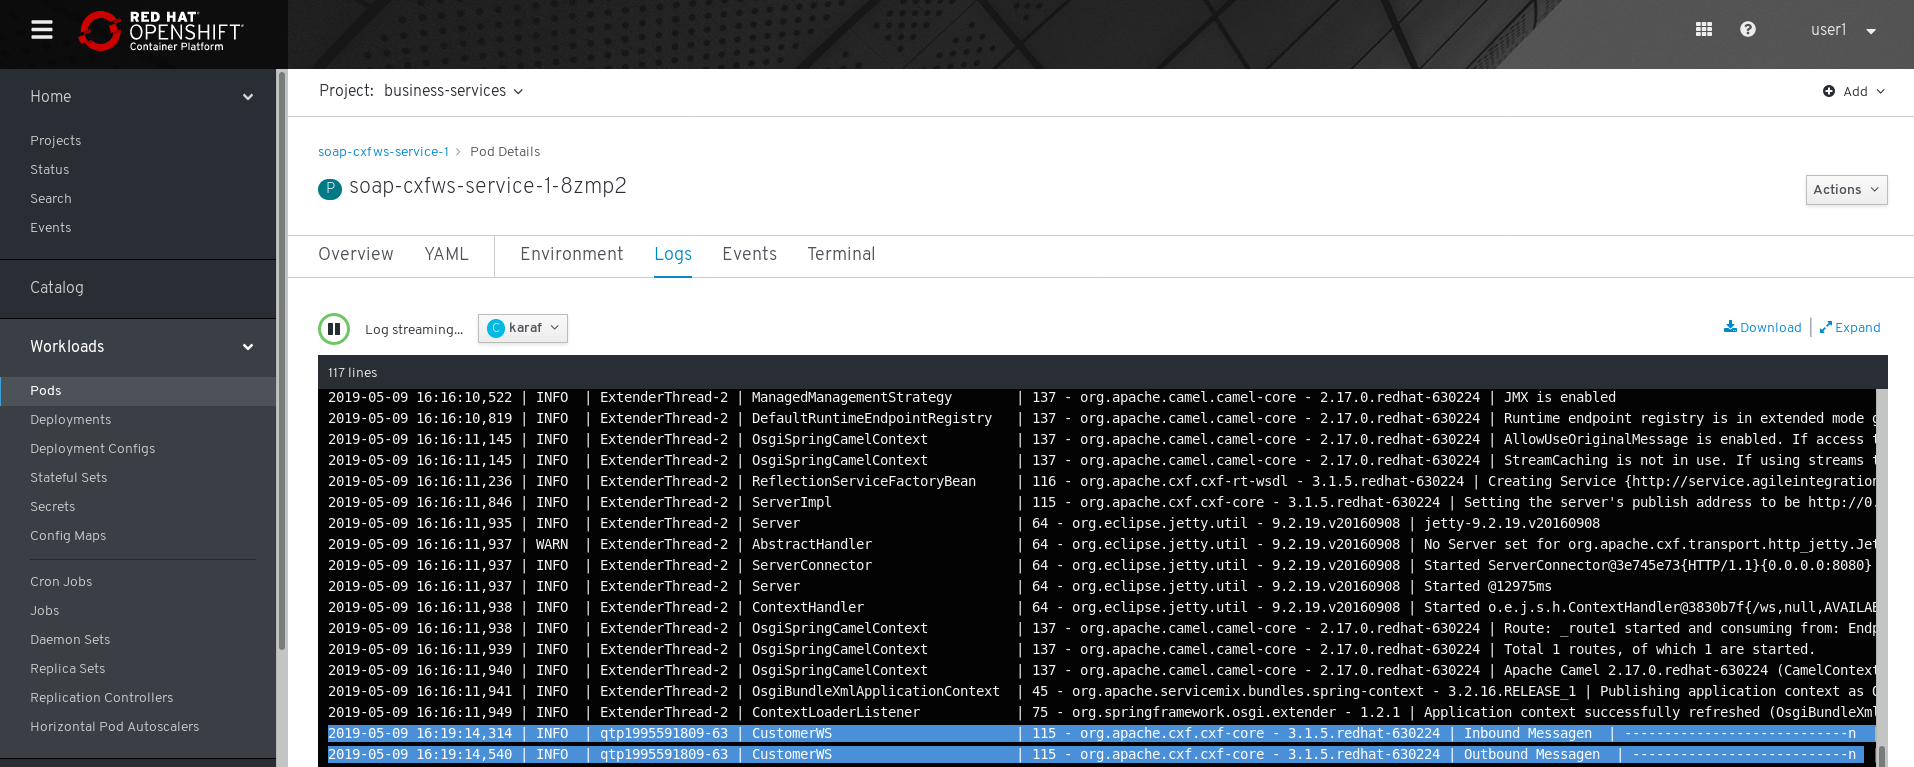 RED HAT
OPENSHIFT
Container Platform
user1
Home
Projects
Status
Search
Events
Catalog
Workloads
Pods
Deployments
Deployment Configs
Stateful Sets
Secrets
Config Maps
Cron Jobs
Jobs
Daemon Sets
Replica Sets
Replication Controllers
Horizontal Pod Autoscalers
Project: business-services
Add
soap-cxfws-service-1 > Pod Details
P soap-cxfws-service-1-8zmp2
Actions
Overview YAML Environment Logs Events Terminal
Log streaming... C karaf Download | Expand
117 lines
2019-05-09 16:16:10,522 | INFO  | ExtenderThread-2 | ManagedManagementStrategy        | 137 - org.apache.camel.camel-core - 2.17.0.redhat-630224 | JMX is enabled
2019-05-09 16:16:10,819 | INFO  | ExtenderThread-2 | DefaultRuntimeEndpointRegistry   | 137 - org.apache.camel.camel-core - 2.17.0.redhat-630224 | Runtime endpoint registry is in extended mode g
2019-05-09 16:16:11,145 | INFO  | ExtenderThread-2 | OsgiSpringCamelContext           | 137 - org.apache.camel.camel-core - 2.17.0.redhat-630224 | AllowUseOriginalMessage is enabled. If access t
2019-05-09 16:16:11,145 | INFO  | ExtenderThread-2 | OsgiSpringCamelContext           | 137 - org.apache.camel.camel-core - 2.17.0.redhat-630224 | StreamCaching is not in use. If using streams t
2019-05-09 16:16:11,236 | INFO  | ExtenderThread-2 | ReflectionServiceFactoryBean     | 116 - org.apache.cxf.cxf-rt-wsdl - 3.1.5.redhat-630224 | Creating Service {http://service.agileintegration
2019-05-09 16:16:11,846 | INFO  | ExtenderThread-2 | ServerImpl                       | 115 - org.apache.cxf.cxf-core - 3.1.5.redhat-630224 | Setting the server's publish address to be http://0.
2019-05-09 16:16:11,935 | INFO  | ExtenderThread-2 | Server                           | 64 - org.eclipse.jetty.util - 9.2.19.v20160908 | jetty-9.2.19.v20160908
2019-05-09 16:16:11,937 | WARN  | ExtenderThread-2 | AbstractHandler                  | 64 - org.eclipse.jetty.util - 9.2.19.v20160908 | No Server set for org.apache.cxf.transport.http_jetty.Jet
2019-05-09 16:16:11,937 | INFO  | ExtenderThread-2 | ServerConnector                  | 64 - org.eclipse.jetty.util - 9.2.19.v20160908 | Started ServerConnector@3e745e73{HTTP/1.1}{0.0.0.0:8080}
2019-05-09 16:16:11,937 | INFO  | ExtenderThread-2 | Server                           | 64 - org.eclipse.jetty.util - 9.2.19.v20160908 | Started @12975ms
2019-05-09 16:16:11,938 | INFO  | ExtenderThread-2 | ContextHandler                   | 64 - org.eclipse.jetty.util - 9.2.19.v20160908 | Started o.e.j.s.h.ContextHandler@3830b7f{/ws,null,AVAILAB
2019-05-09 16:16:11,938 | INFO  | ExtenderThread-2 | OsgiSpringCamelContext           | 137 - org.apache.camel.camel-core - 2.17.0.redhat-630224 | Route: _route1 started and consuming from: Endp
2019-05-09 16:16:11,939 | INFO  | ExtenderThread-2 | OsgiSpringCamelContext           | 137 - org.apache.camel.camel-core - 2.17.0.redhat-630224 | Total 1 routes, of which 1 are started.
2019-05-09 16:16:11,940 | INFO  | ExtenderThread-2 | OsgiSpringCamelContext           | 137 - org.apache.camel.camel-core - 2.17.0.redhat-630224 | Apache Camel 2.17.0.redhat-630224 (CamelContext
2019-05-09 16:16:11,941 | INFO  | ExtenderThread-2 | OsgiBundleXmlApplicationContext  | 45 - org.apache.servicemix.bundles.spring-context - 3.2.16.RELEASE_1 | Publishing application context as O
2019-05-09 16:16:11,949 | INFO  | ExtenderThread-2 | ContextLoaderListener            | 75 - org.springframework.osgi.extender - 1.2.1 | Application context successfully refreshed (OsgiBundleXml
2019-05-09 16:19:14,314 | INFO  | qtp1995591809-63 | CustomerWS                       | 115 - org.apache.cxf.cxf-core - 3.1.5.redhat-630224 | Inbound Messagen  | ----------------------------n
2019-05-09 16:19:14,540 | INFO  | qtp1995591809-63 | CustomerWS                       | 115 - org.apache.cxf.cxf-core - 3.1.5.redhat-630224 | Outbound Messagen  | ---------------------------n